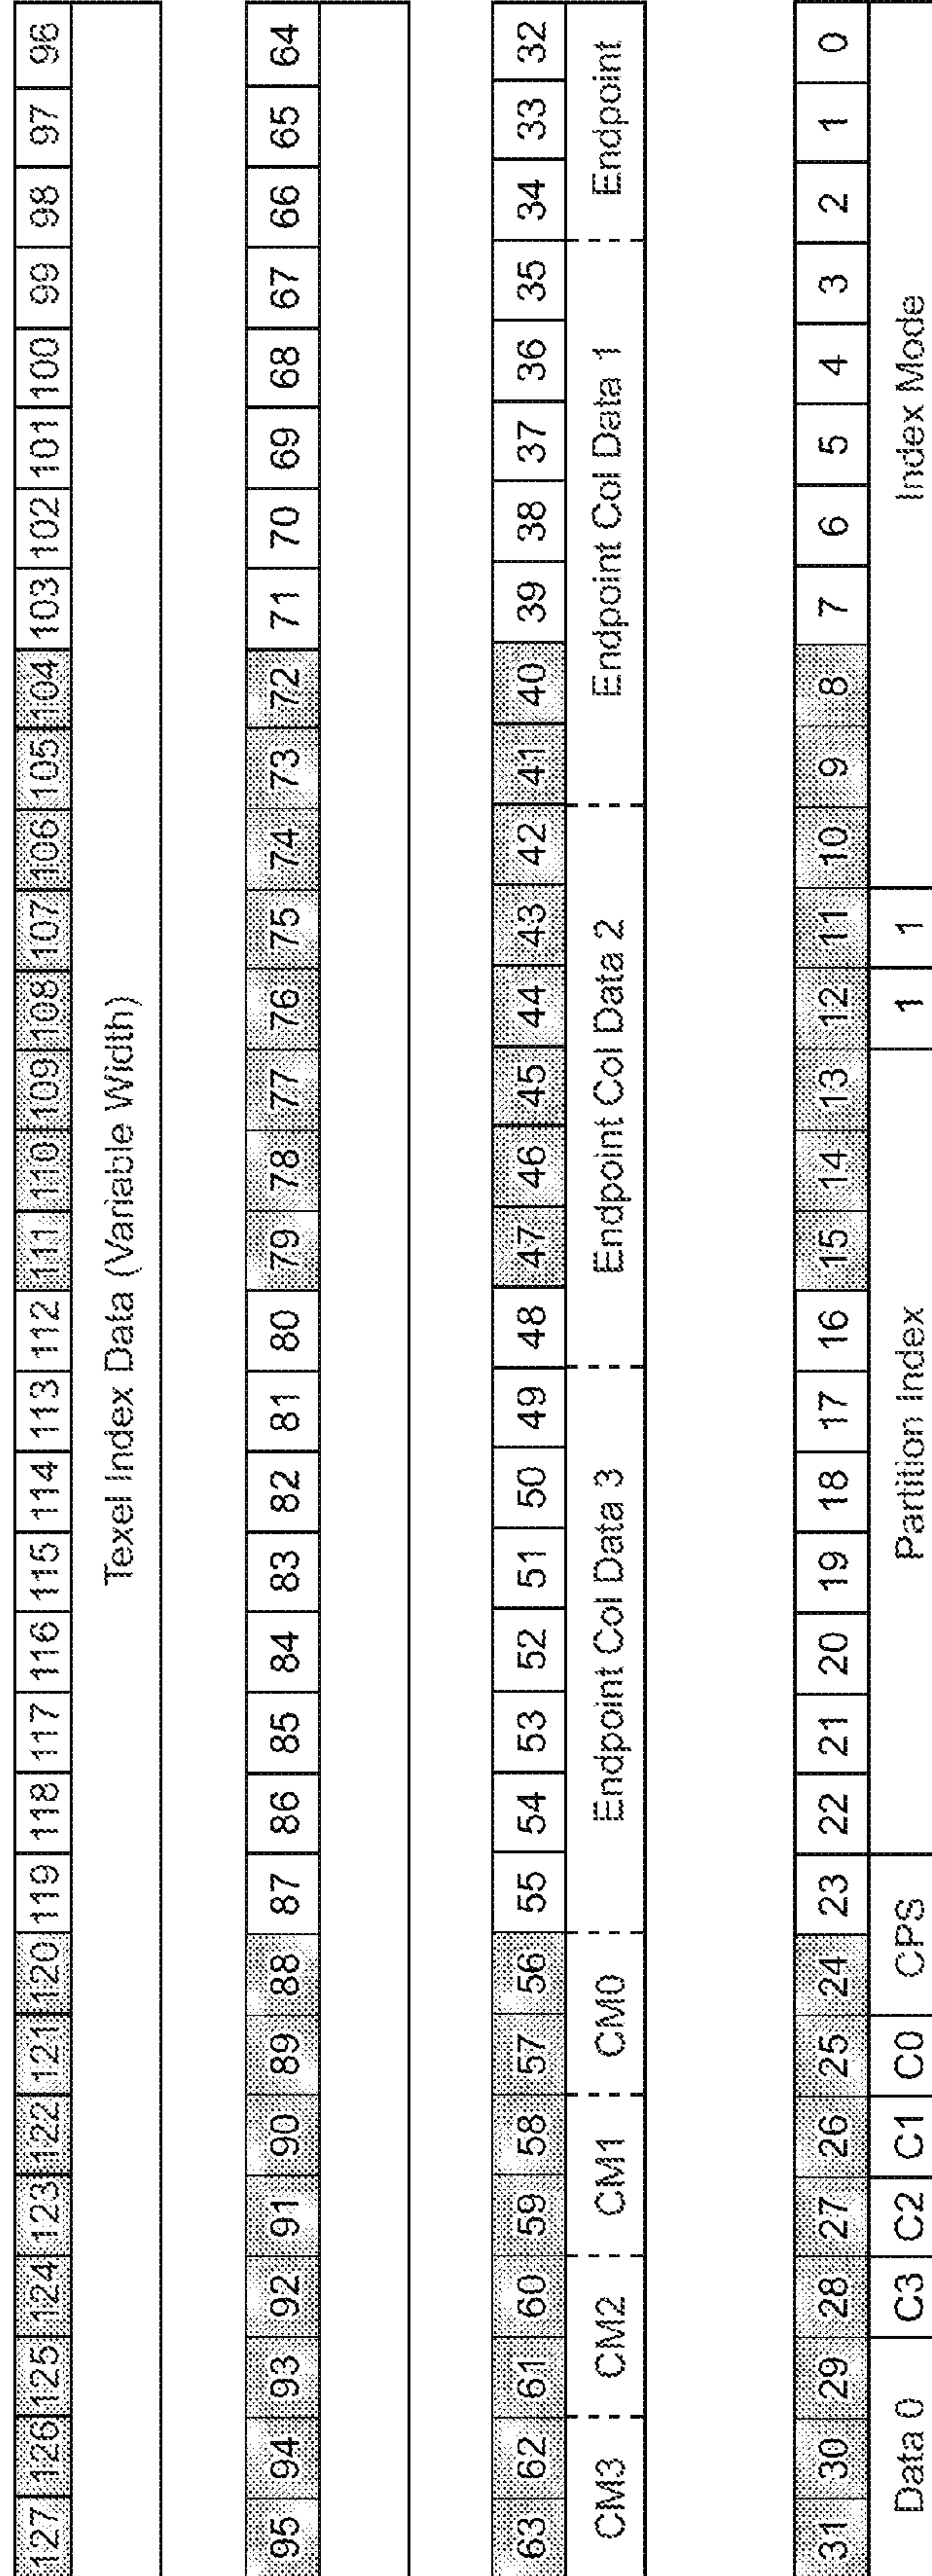 127 126 125 124 123 122 121 120 119 118 117 116 115 114 113 112 111 110 109 108 107 106 105 104 103 102 101 100 99 98 97 96
Texel Index Data (Variable Width)
95 94 93 92 91 90 89 88 87 86 85 84 83 82 81 80 79 78 77 76 75 74 73 72 71 70 69 68 67 66 65 64
63 62 61 60 59 58 57 56 55 54 53 52 51 50 49 48 47 46 45 44 43 42 41 40 39 38 37 36 35 34 33 32
CM3 CM2 CM1 CM0 Endpoint Col Data 3 Endpoint Col Data 2 Endpoint Col Data 1 Endpoint
31 30 29 28 27 26 25 24 23 22 21 20 19 18 17 16 15 14 13 12 11 10 9 8 7 6 5 4 3 2 1 0
Data 0 C3 C2 C1 C0 CPS Partition Index 1 1 Index Mode